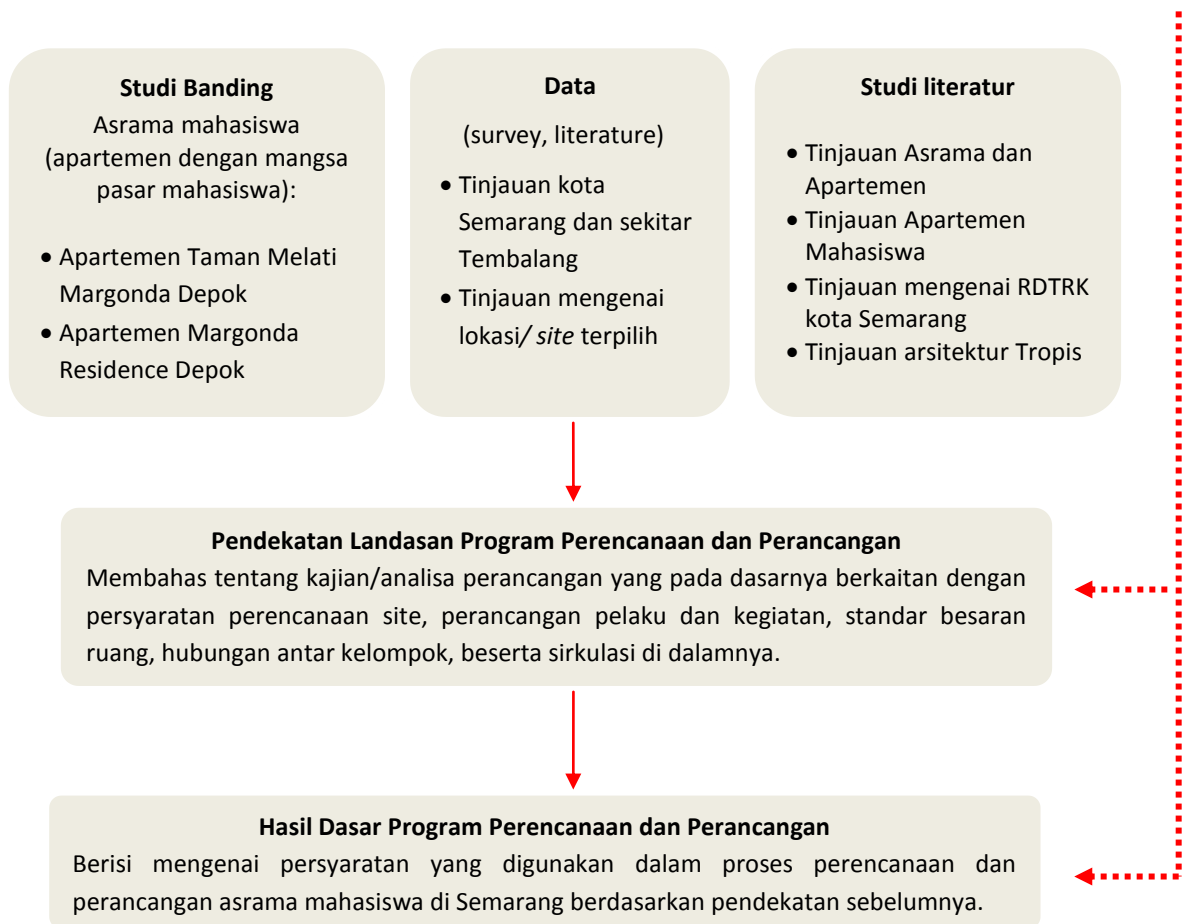 Studi Banding
Asrama mahasiswa
(apartemen dengan mangsa
pasar mahasiswa):
• Apartemen Taman Melati
Margonda Depok
• Apartemen Margonda
Residence Depok
Data
(survey, literature)
• Tinjauan kota
Semarang dan sekitar
Tembalang
• Tinjauan mengenai
lokasi/ site terpilih
Studi literatur
• Tinjauan Asrama dan
Apartemen
• Tinjauan Apartemen
Mahasiswa
• Tinjauan mengenai RDTRK
kota Semarang
• Tinjauan arsitektur Tropis
Pendekatan Landasan Program Perencanaan dan Perancangan
Membahas tentang kajian/analisa perancangan yang pada dasarnya berkaitan dengan
persyaratan perencanaan site, perancangan pelaku dan kegiatan, standar besaran
ruang, hubungan antar kelompok, beserta sirkulasi di dalamnya.
Hasil Dasar Program Perencanaan dan Perancangan
Berisi mengenai persyaratan yang digunakan dalam proses perencanaan dan
perancangan asrama mahasiswa di Semarang berdasarkan pendekatan sebelumnya.